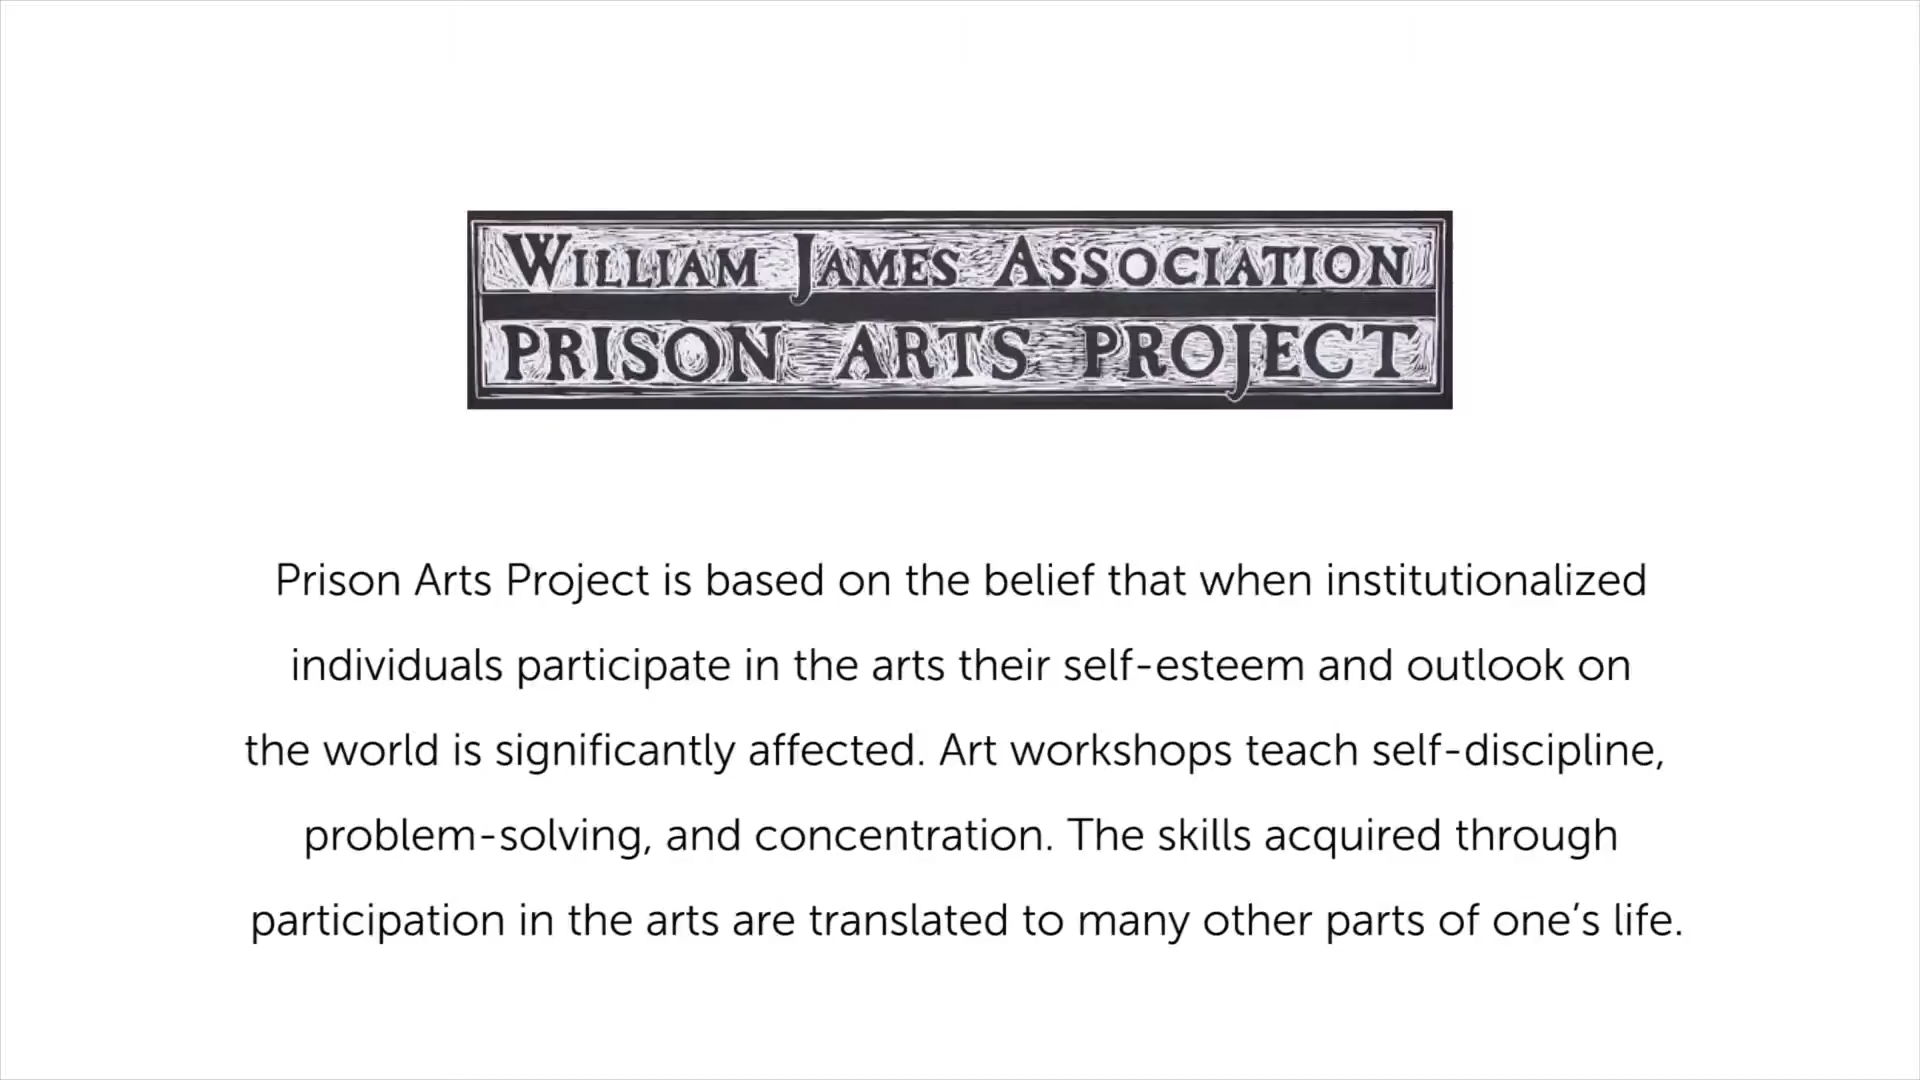 WILLIAM JAMES ASSOCIATION
PRISON ARTS PROJECT
Prison Arts Project is based on the belief that when institutionalized
individuals participate in the arts their self-esteem and outlook on
the world is significantly affected. Art workshops teach self-discipline,
problem-solving, and concentration. The skills acquired through
participation in the arts are translated to many other parts of one’s life.